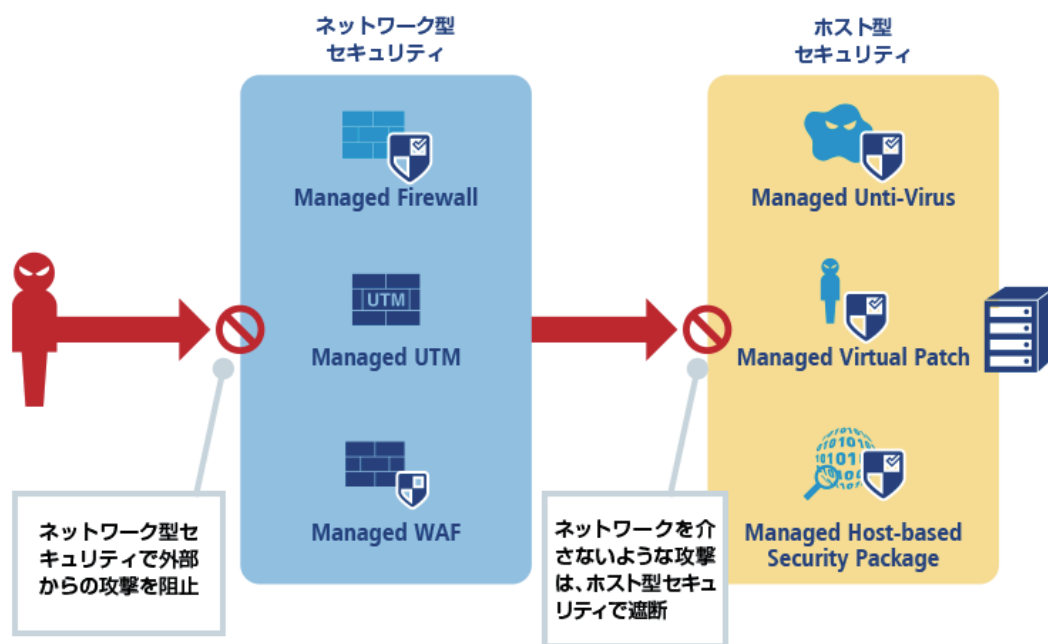 ネットワーク型
セキュリティ
Managed Firewall
UTM
Managed UTM
Managed WAF
ネットワーク型セ
キュリティで外部
からの攻撃を阻止
ホスト型
セキュリティ
Managed Unti-Virus
Managed Virtual Patch
10101
Managed Host-based
Security Package
ネットワークを介
さないような攻撃
は、ホスト型セキュ
リティで遮断